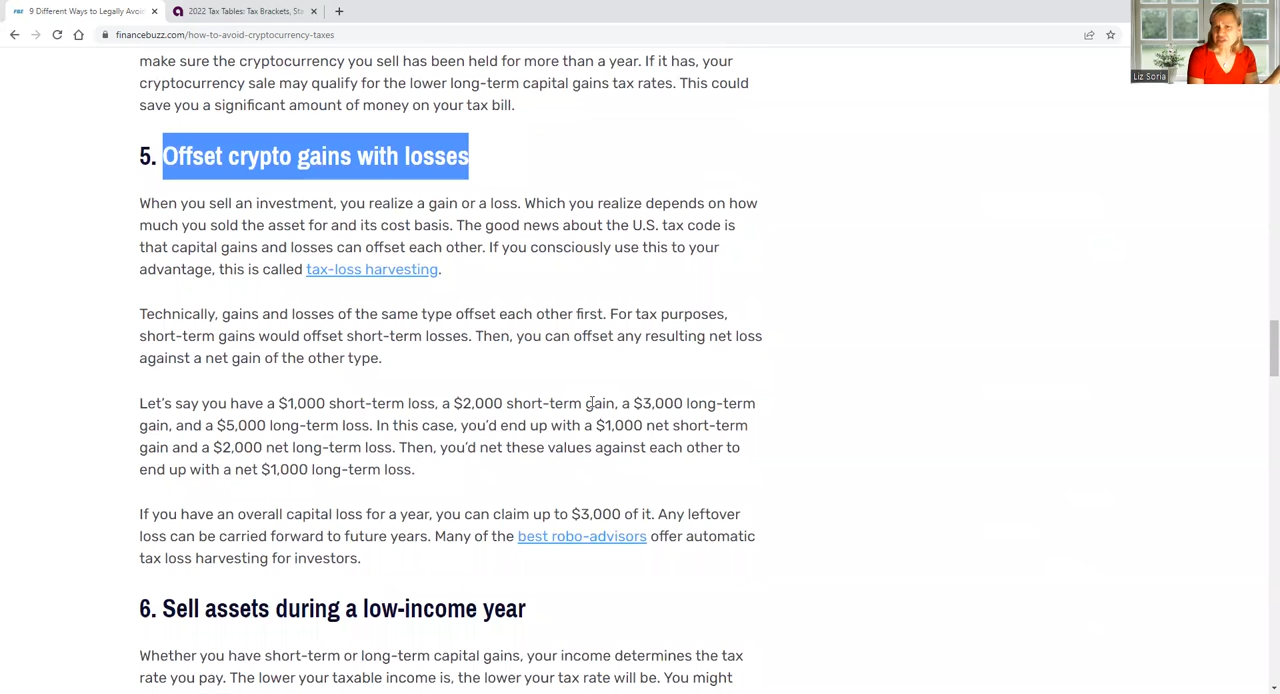 9 Different Ways to Legally Avoi
2022 Tax Tables: Tax Brackets, Sta
financebuzz.com/how-to-avoid-cryptocurrency-taxes
Liz Soria
make sure the cryptocurrency you sell has been held for more than a year. If it has, your
cryptocurrency sale may qualify for the lower long-term capital gains tax rates. This could
save you a significant amount of money on your tax bill.
5. Offset crypto gains with losses
When you sell an investment, you realize a gain or a loss. Which you realize depends on how
much you sold the asset for and its cost basis. The good news about the U.S. tax code is
that capital gains and losses can offset each other. If you consciously use this to your
advantage, this is called tax-loss harvesting.
Technically, gains and losses of the same type offset each other first. For tax purposes,
short-term gains would offset short-term losses. Then, you can offset any resulting net loss
against a net gain of the other type.
Let's say you have a $1,000 short-term loss, a $2,000 short-term gain, a $3,000 long-term
gain, and a $5,000 long-term loss. In this case, you'd end up with a $1,000 net short-term
gain and a $2,000 net long-term loss. Then, you'd net these values against each other to
end up with a net $1,000 long-term loss.
If you have an overall capital loss for a year, you can claim up to $3,000 of it. Any leftover
loss can be carried forward to future years. Many of the best robo-advisors offer automatic
tax loss harvesting for investors.
6. Sell assets during a low-income year
Whether you have short-term or long-term capital gains, your income determines the tax
rate you pay. The lower your taxable income is, the lower your tax rate will be. You might